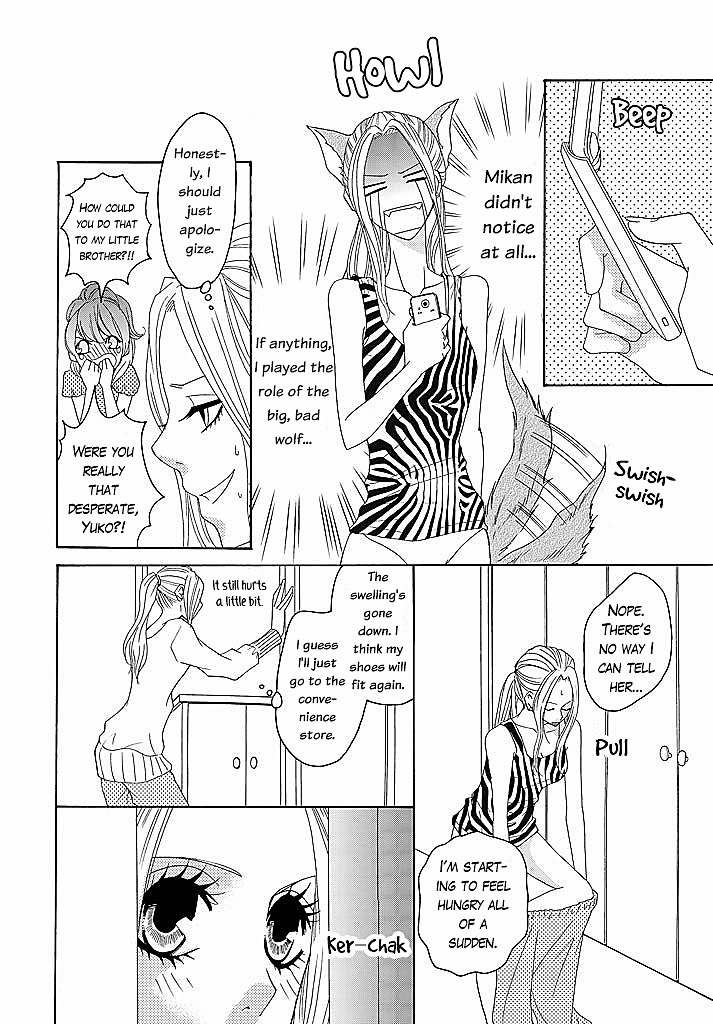 Howl
Beep
Mikan
didn't
notice
at all...
If anything,
I played the
role of the
big, bad
wolf...
Swish-
swish
Honest-
ly, I
should
just
apolo-
gize.
How could
you do that
to my little
brother?!!
Were you
really
that
desperate,
Yuko?!
Nope.
There's
no way I
can tell
her...
Pull
I'm start-
ing to feel
hungry all
of a
sudden.
The
swelling's
gone
down. I
think my
shoes will
fit again.
I guess
I'll just
go to the
conve-
nience
store.
It still hurts
a little bit.
Ker-Chak